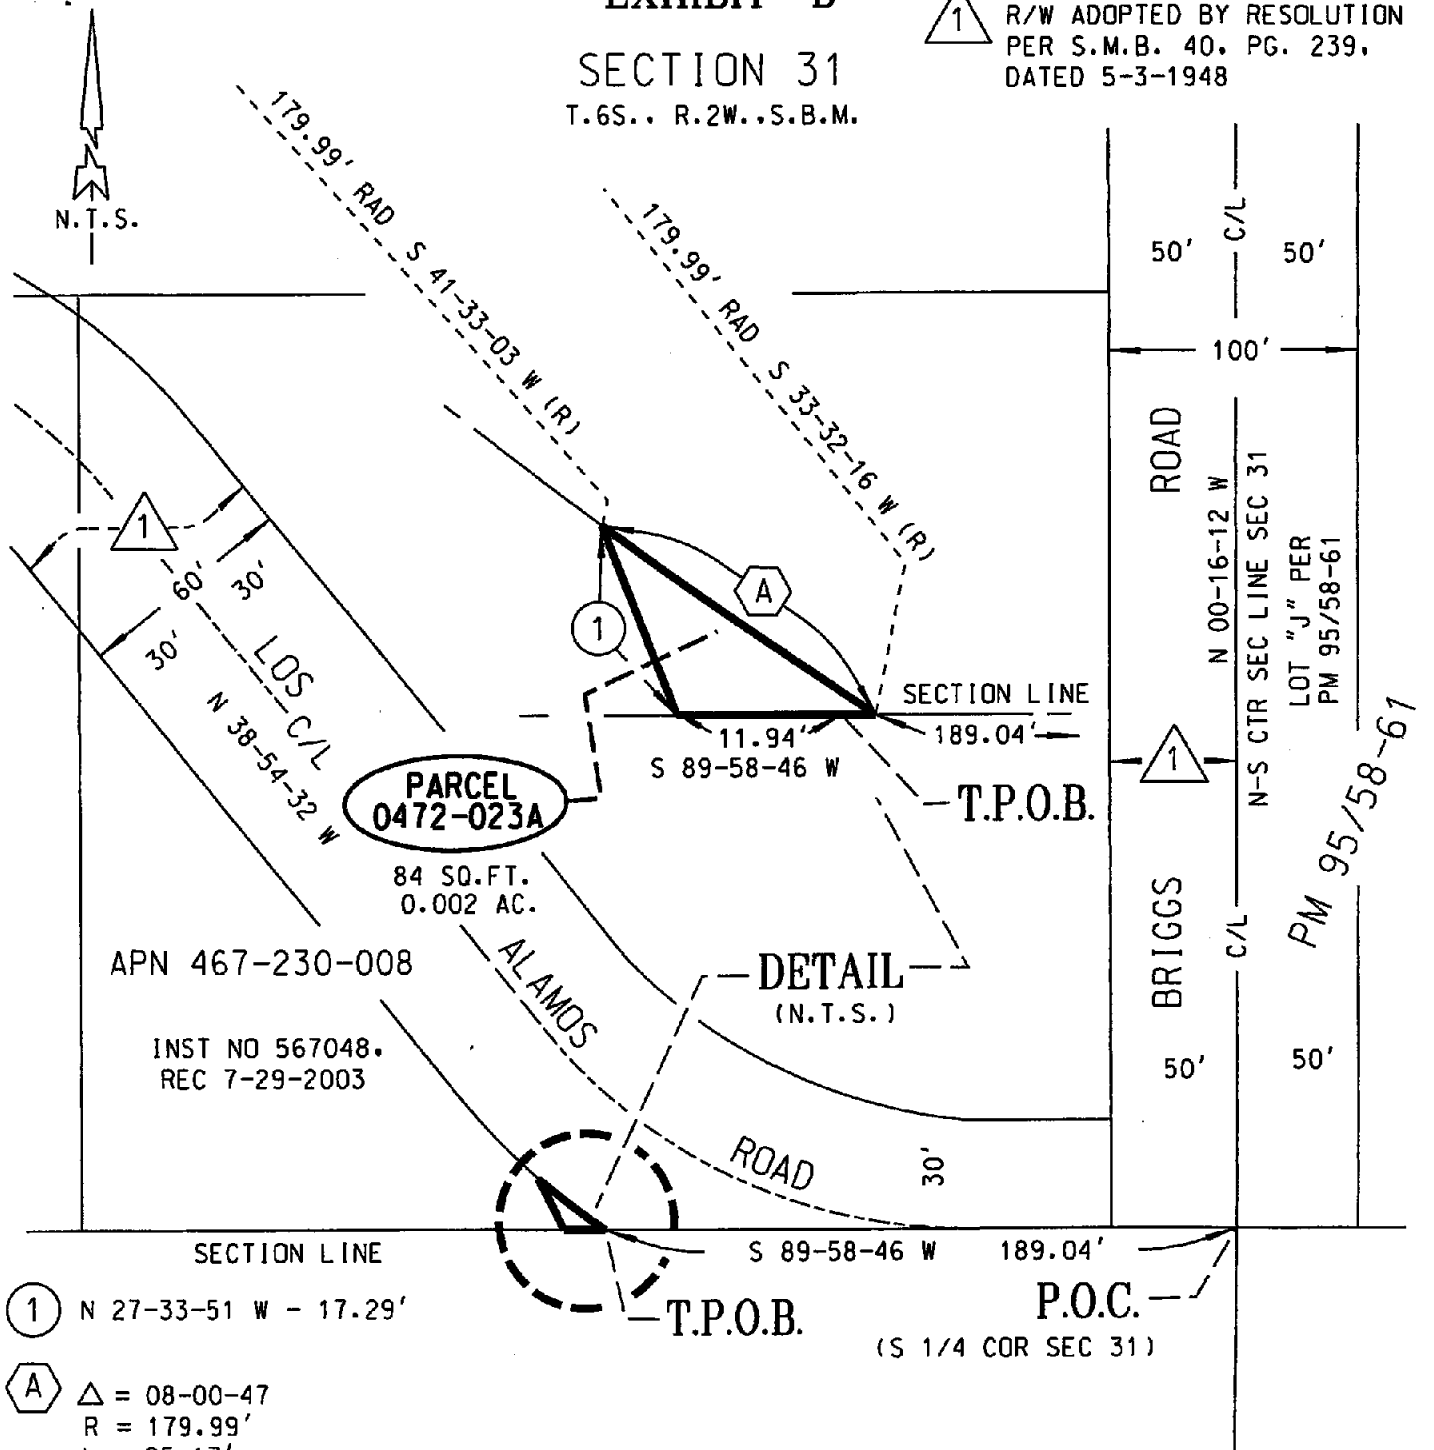 EXHIBIT "B"
SECTION 31
T.6S., R.2W.,S.B.M.
1 R/W ADOPTED BY RESOLUTION
PER S.M.B. 40, PG. 239,
DATED 5-3-1948
N.T.S.
179.99' RAD S 41-33-03 W (R)
179.99' RAD S 33-32-16 W (R)
50'
C/L
50'
100'
ROAD
N 00-16-12 W
N-S CTR SEC LINE SEC 31
LOT "J" PER
PM 95/58-61
1
60'
30'
30'
LOS
C/L
N 38-54-32 W
A
1
SECTION LINE
11.94'
189.04'
S 89-58-46 W
T.P.O.B.
1
PM 95/58-61
PARCEL
0472-023A
84 SQ.FT.
0.002 AC.
APN 467-230-008
ALAMOS
DETAIL
(N.T.S.)
BRIGGS
C/L
INST NO 567048,
REC 7-29-2003
50'
50'
ROAD
30'
SECTION LINE
S 89-58-46 W 189.04'
T.P.O.B.
P.O.C.
(S 1/4 COR SEC 31)
1 N 27-33-51 W - 17.29'
A Δ = 08-00-47
R = 179.99'